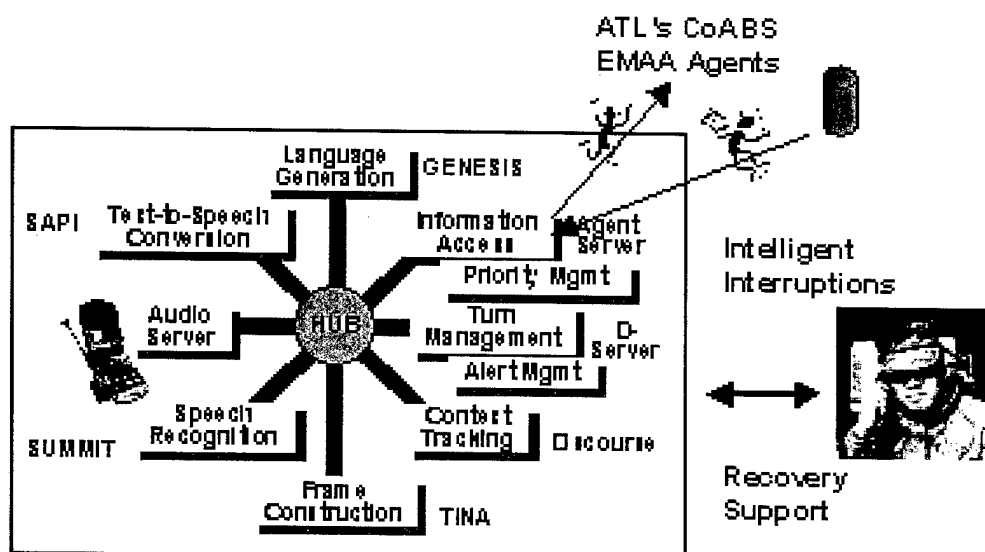 ATL's CoABS
EMAA Agents
Language
Generation
GENESIS
SAPI
Text-to-Speech
Conversion
Information
Access
Agent
Server
Priority Mgmt
Intelligent
Interruptions
Audio
Server
HUB
Turn
Management
D-
Server
Alert Mgmt
Speech
Recognition
SUMMIT
Context
Tracking
Discourse
Frame
Construction
TINA
Recovery
Support